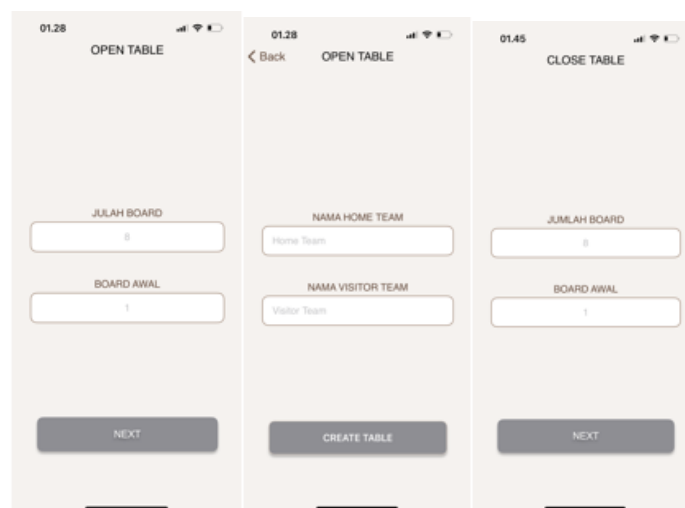 01.28
OPEN TABLE
JULAH BOARD
8
BOARD AWAL
1
NEXT
01.28
Back
OPEN TABLE
NAMA HOME TEAM
Home Team
NAMA VISITOR TEAM
Visitor Team
CREATE TABLE
01.45
CLOSE TABLE
JUMLAH BOARD
8
BOARD AWAL
1
NEXT